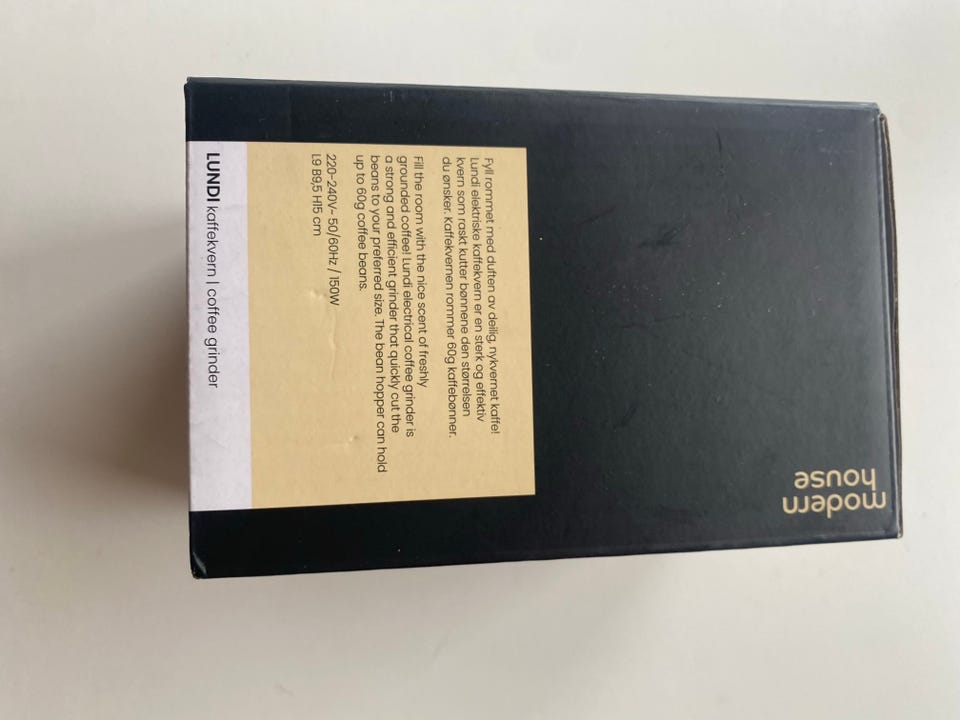 modern
house
Fyll rommet med duften av deilig, nykvernet kaffe!
Lundi elektriske kaffekvern er en sterk og effektiv
kvern som raskt kutter bønnene den størrelsen
du ønsker. Kaffekvernen rommer 60g kaffebønner.
Fill the room with the nice scent of freshly
grounded coffee! Lundi electrical coffee grinder is
a strong and efficient grinder that quickly cut the
beans to your preferred size. The bean hopper can hold
up to 60g coffee beans.
220-240V~ 50/60Hz / 150W
L9 B9,5 H15 cm
LUNDI kaffekvern | coffee grinder